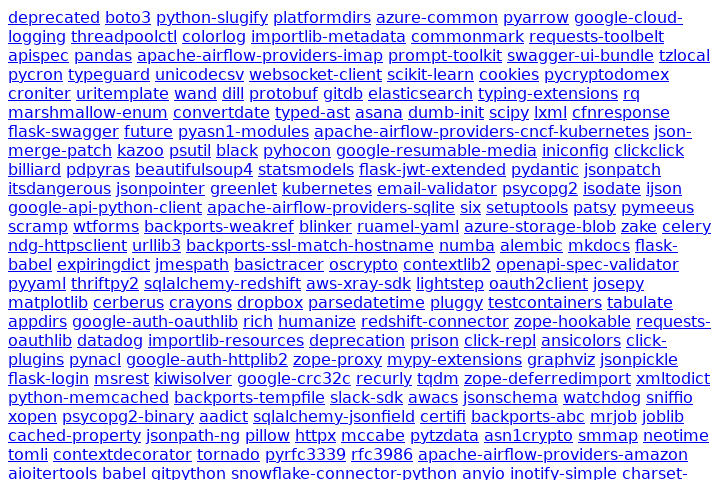 deprecated boto3 python-slugify platformdirs azure-common pyarrow google-cloud-
logging threadpoolctl colorlog importlib-metadata commonmark requests-toolbelt
apispec pandas apache-airflow-providers-imap prompt-toolkit swagger-ui-bundle tzlocal
pycron typeguard unicodecsv websocket-client scikit-learn cookies pycryptodomex
croniter uritemplate wand dill protobuf gitdb elasticsearch typing-extensions rq
marshmallow-enum convertdate typed-ast asana dumb-init scipy lxml cfnresponse
flask-swagger future pyasn1-modules apache-airflow-providers-cncf-kubernetes json-
merge-patch kazoo psutil black pyhocon google-resumable-media iniconfig clickclick
billiard pdpyras beautifulsoup4 statsmodels flask-jwt-extended pydantic jsonpatch
itsdangerous jsonpointer greenlet kubernetes email-validator psycopg2 isodate ijson
google-api-python-client apache-airflow-providers-sqlite six setuptools patsy pymeeus
scramp wtforms backports-weakref blinker ruamel-yaml azure-storage-blob zake celery
ndg-httpsclient urllib3 backports-ssl-match-hostname numba alembic mkdocs flask-
babel expiringdict jmespath basictracer oscrypto contextlib2 openapi-spec-validator
pyyaml thriftpy2 sqlalchemy-redshift aws-xray-sdk lightstep oauth2client josepy
matplotlib cerberus crayons dropbox parsedatetime pluggy testcontainers tabulate
appdirs google-auth-oauthlib rich humanize redshift-connector zope-hookable requests-
oauthlib datadog importlib-resources deprecation prison click-repl ansicolors click-
plugins pynacl google-auth-httplib2 zope-proxy mypy-extensions graphviz jsonpickle
flask-login msrest kiwisolver google-crc32c recurly tqdm zope-deferredimport xmltodict
python-memcached backports-tempfile slack-sdk awacs jsonschema watchdog sniffio
xopen psycopg2-binary aadict sqlalchemy-jsonfield certifi backports-abc mrjob joblib
cached-property jsonpath-ng pillow httpx mccabe pytzdata asn1crypto smmap neotime
tomli contextdecorator tornado pyrfc3339 rfc3986 apache-airflow-providers-amazon
aioitertools babel gitpython snowflake-connector-python anyio inotify-simple charset-